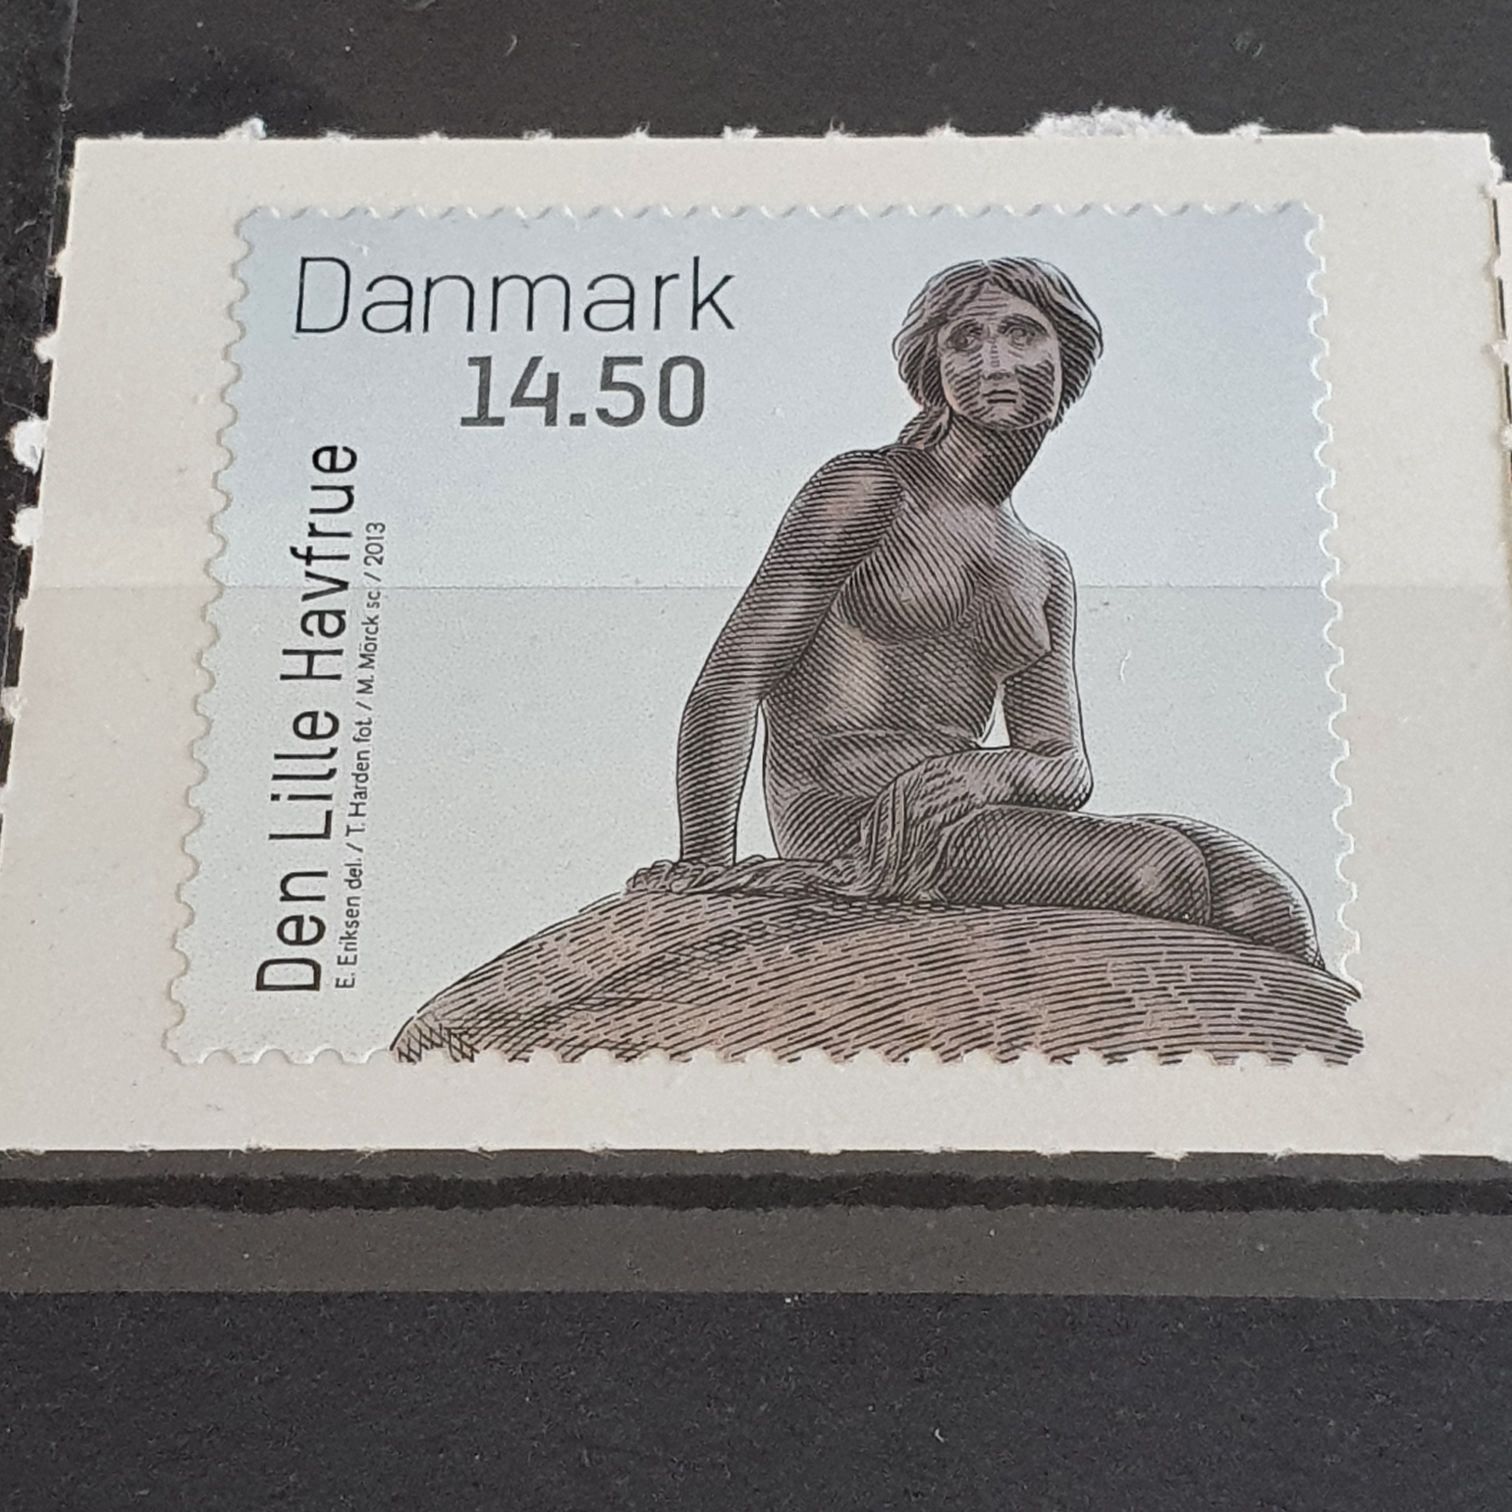 Danmark
14.50
Den Lille Havfrue
E. Eriksen del. / T. Harden fot. / M. Mörck sc. / 2013